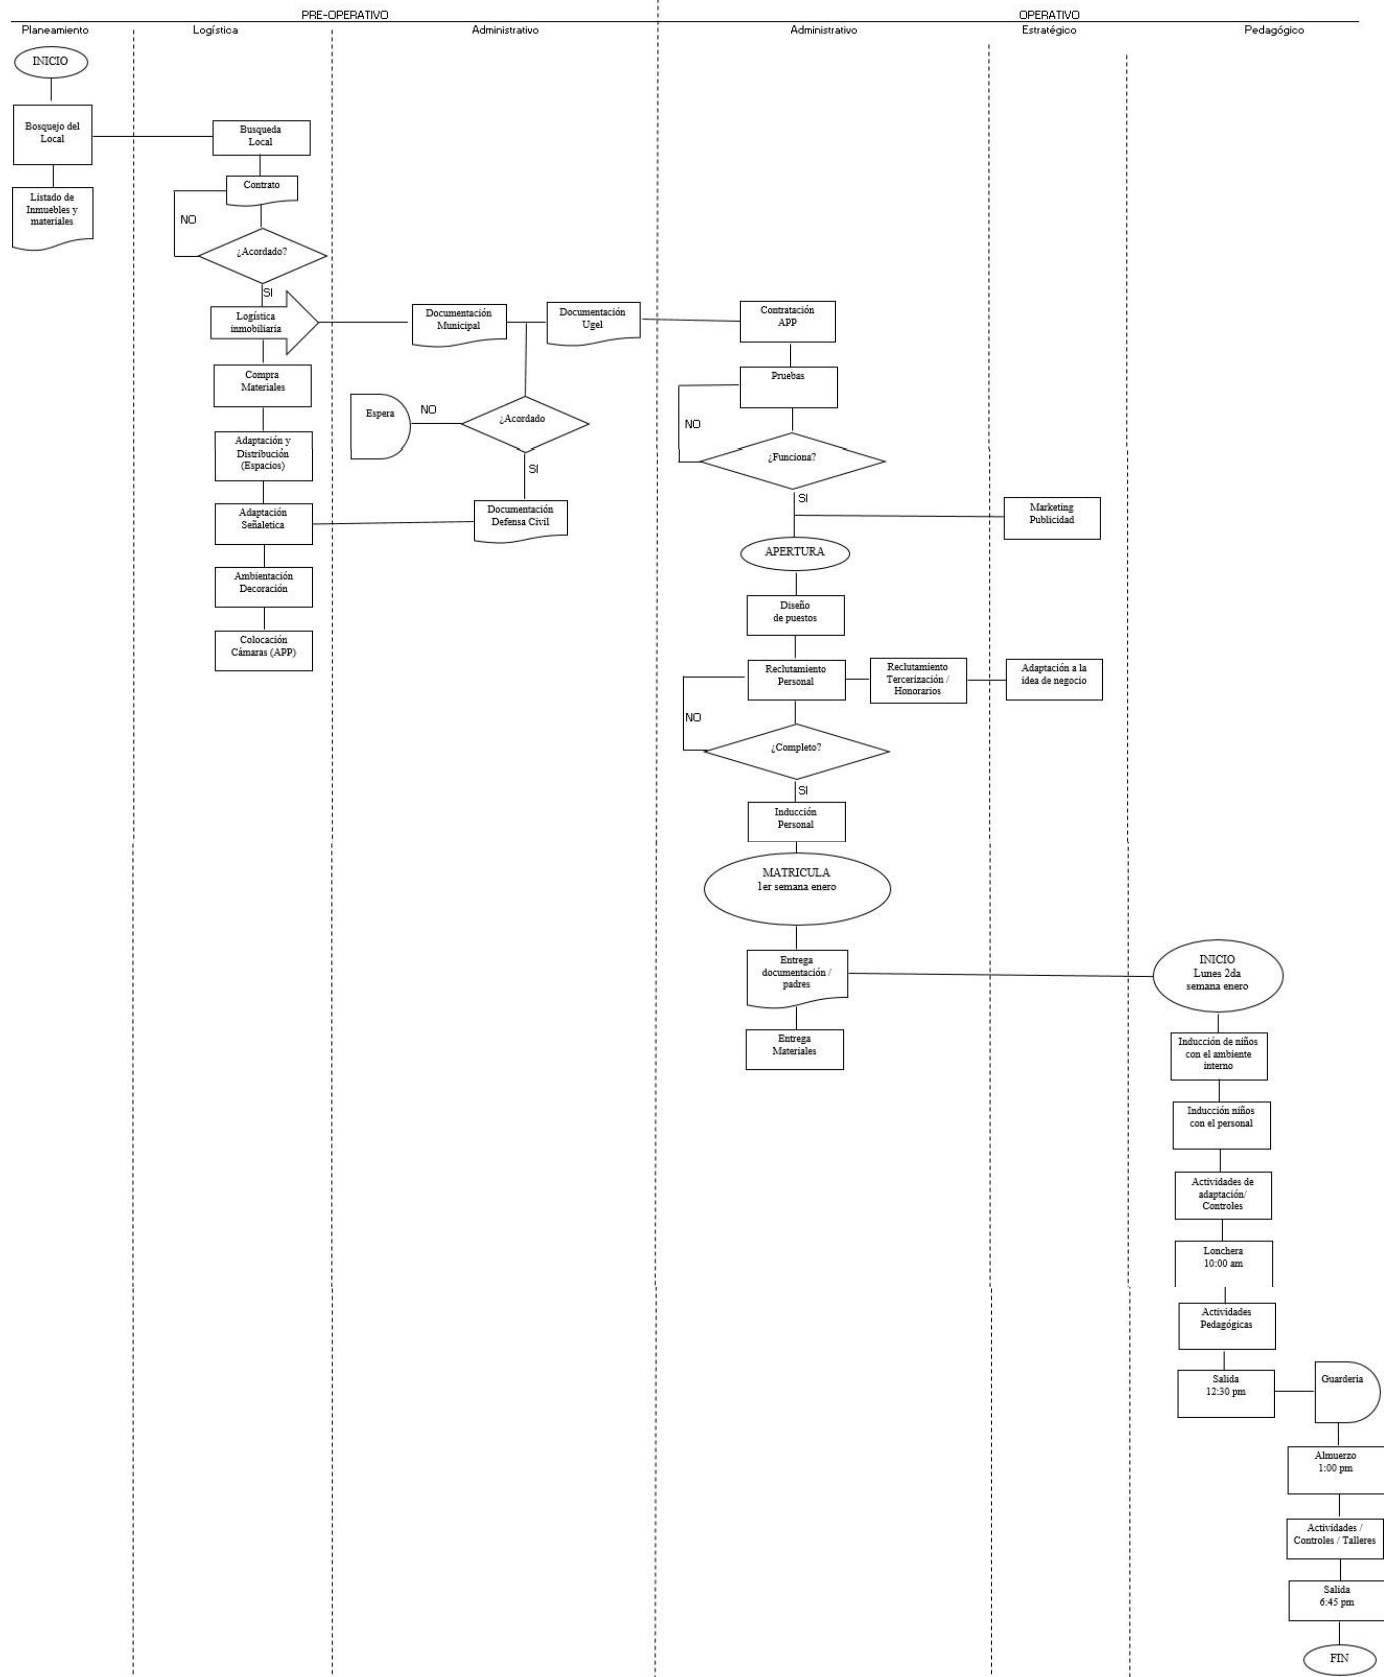 PRE-OPERATIVO
OPERATIVO
Planeamiento
Logística
Administrativo
Administrativo
Estratégico
Pedagógico
INICIO
Bosquejo del
Local
Listado de
Inmuebles y
materiales
Busqueda
Local
Contrato
NO
¿Acordado?
SI
Logística
inmobiliaria
Compra
Materiales
Adaptación y
Distribución
(Espacios)
Adaptación
Señaletica
Ambientación
Decoración
Colocación
Cámaras (APP)
Documentación
Municipal
Documentación
Ugel
Espera
NO
¿Acordado
SI
Documentación
Defensa Civil
Contratación
APP
Pruebas
NO
¿Funciona?
SI
Marketing
Publicidad
APERTURA
Diseño
de puestos
Reclutamiento
Personal
Reclutamiento
Tercerización /
Honorarios
Adaptación a la
idea de negocio
NO
¿Completo?
SI
Inducción
Personal
MATRICULA
1er semana enero
Entrega
documentación /
padres
Entrega
Materiales
INICIO
Lunes 2da
semana enero
Inducción de niños
con el ambiente
interno
Inducción niños
con el personal
Actividades de
adaptación/
Controles
Lonchera
10:00 am
Actividades
Pedagógicas
Salida
12:30 pm
Guardería
Almuerzo
1:00 pm
Actividades /
Controles / Talleres
Salida
6:45 pm
FIN